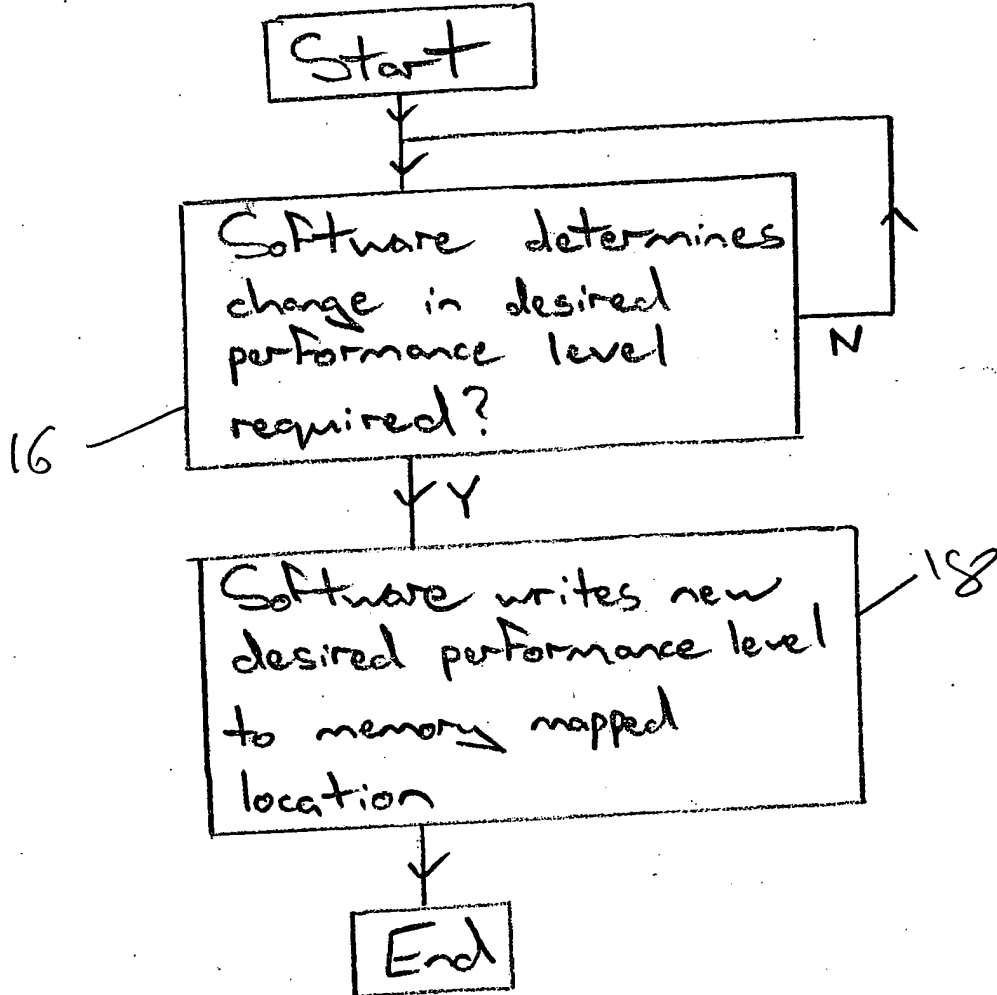 Start
Software determines
change in desired
performance level
required?
N
16
Y
Software writes new
desired performance level
to memory mapped
location
18
End